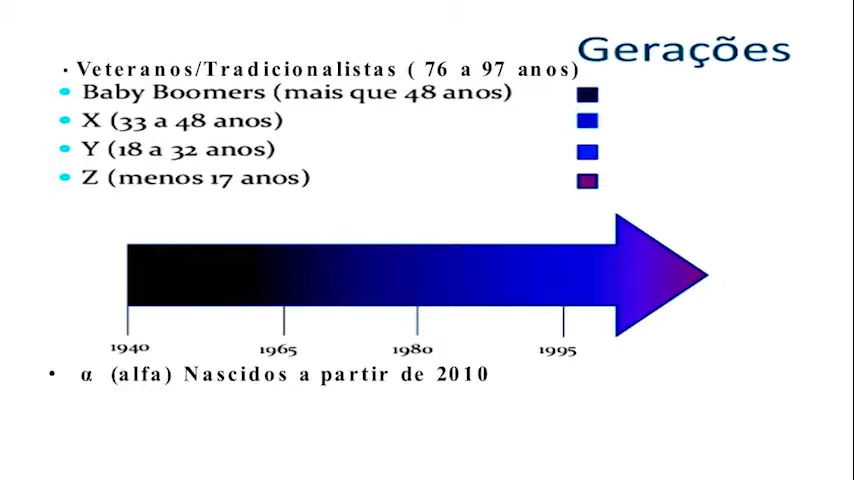 Gerações
• Veteranos/Tradicionalistas ( 76 a 97 anos)
• Baby Boomers (mais que 48 anos)
• X (33 a 48 anos)
• Y (18 a 32 anos)
• Z (menos 17 anos)
1940 1965 1980 1995
• α (alfa) Nascidos a partir de 2010